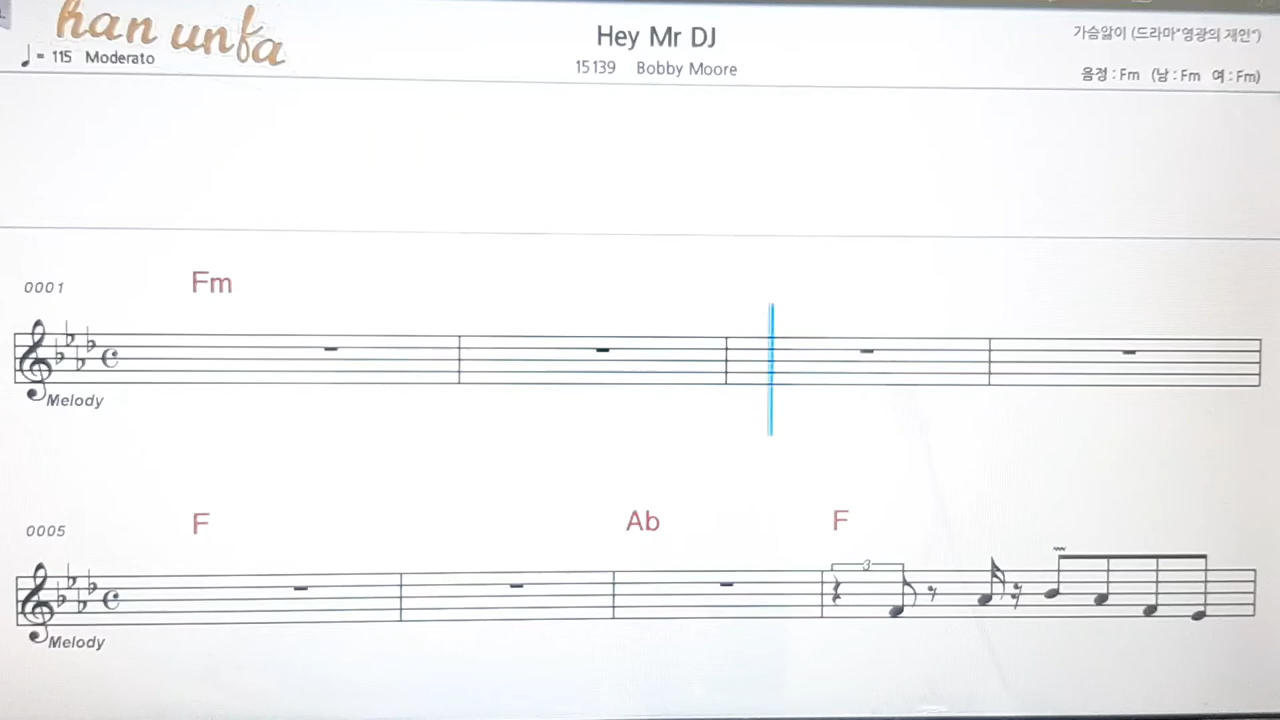 han unfa
♩ = 115 Moderato
Hey Mr DJ
15139 Bobby Moore
가슴앓이 (드라마"영광의 재인")
음정 : Fm (남 : Fm 여 : Fm)
0001
Fm
Melody
0005
F Ab F
3
Melody